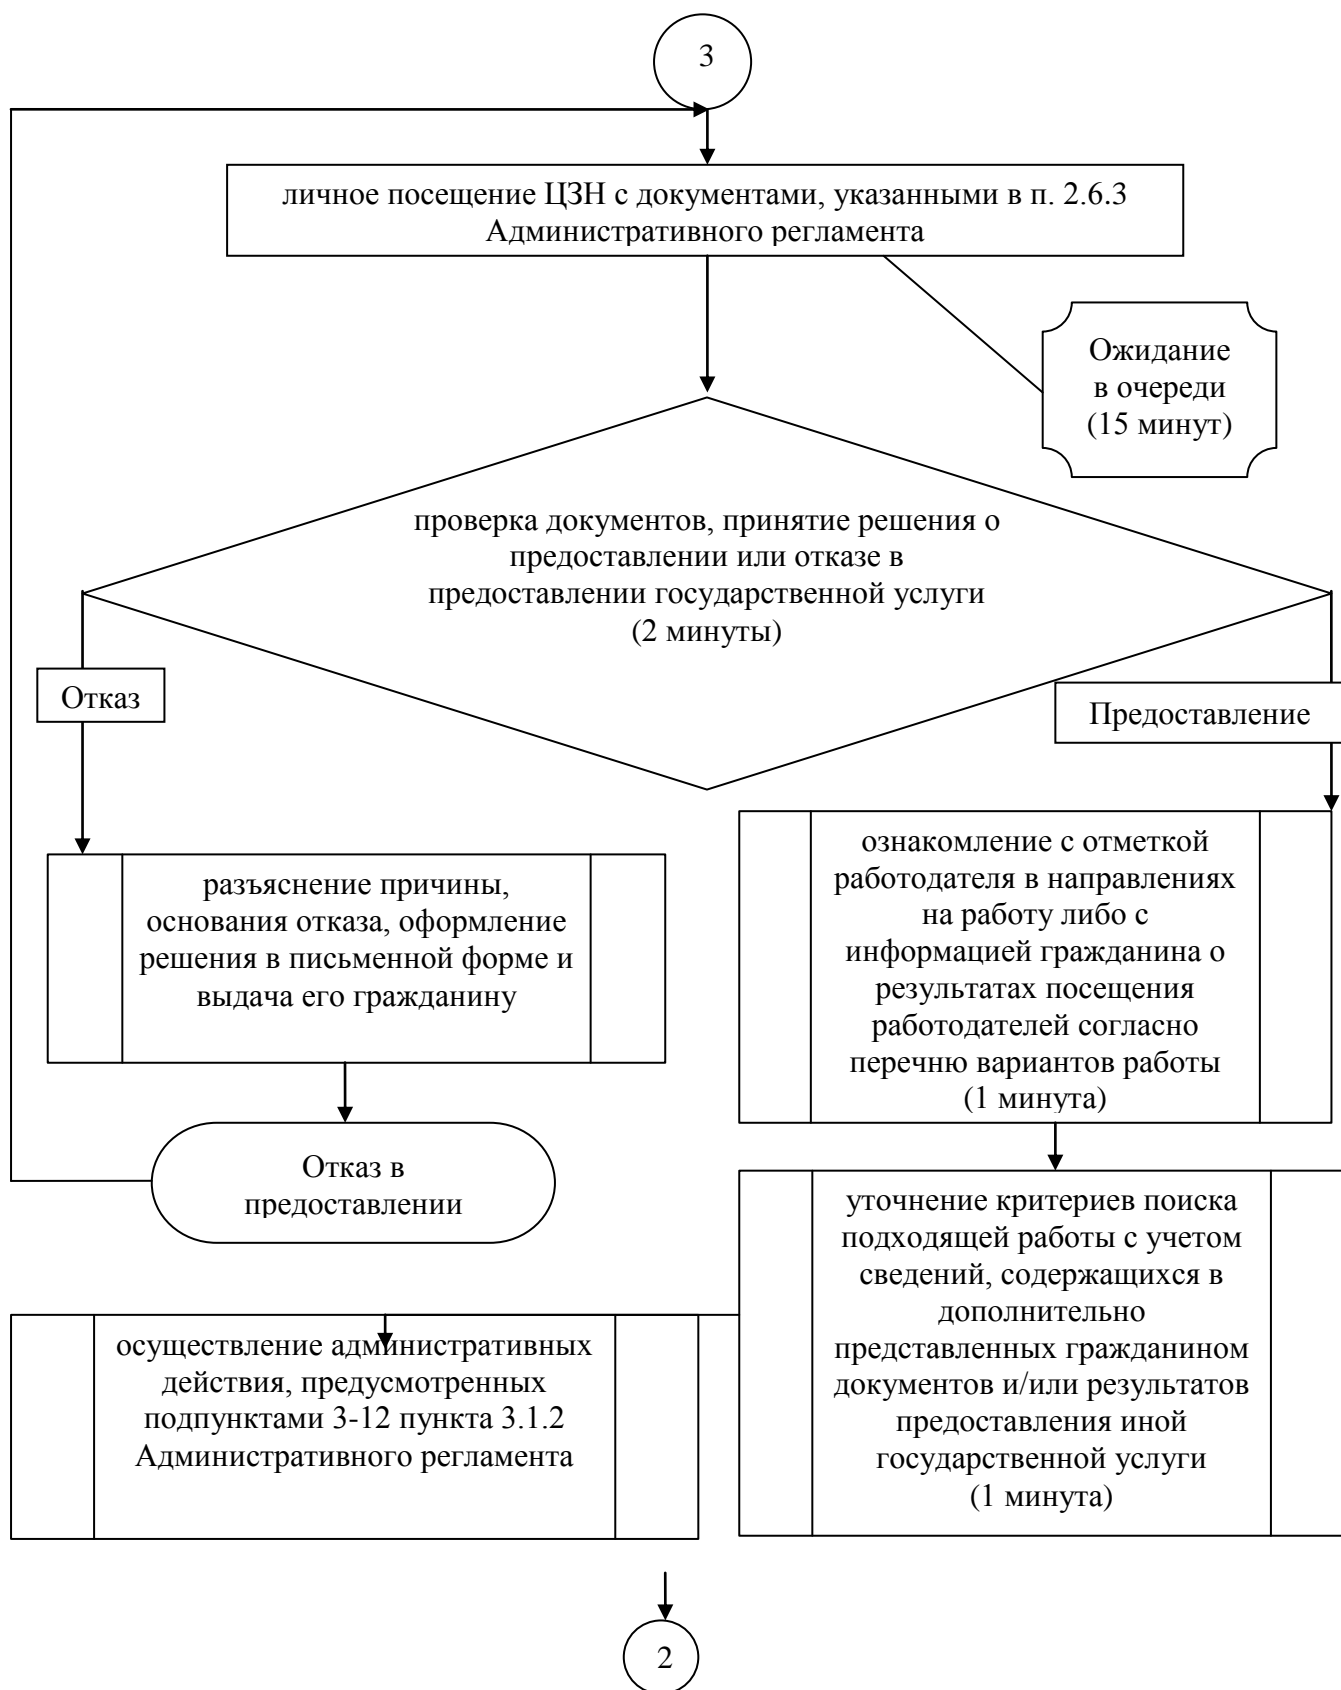 3
личное посещение ЦЗН с документами, указанными в п. 2.6.3
Административного регламента
Ожидание
в очереди
(15 минут)
проверка документов, принятие решения о
предоставлении или отказе в
предоставлении государственной услуги
(2 минуты)
Отказ
Предоставление
разъяснение причины,
основания отказа, оформление
решения в письменной форме и
выдача его гражданину
ознакомление с отметкой
работодателя в направлениях
на работу либо с
информацией гражданина о
результатах посещения
работодателей согласно
перечню вариантов работы
(1 минута)
Отказ в
предоставлении
уточнение критериев поиска
подходящей работы с учетом
сведений, содержащихся в
дополнительно
представленных гражданином
документов и/или результатов
предоставления иной
государственной услуги
(1 минута)
осуществление административных
действия, предусмотренных
подпунктами 3-12 пункта 3.1.2
Административного регламента
2